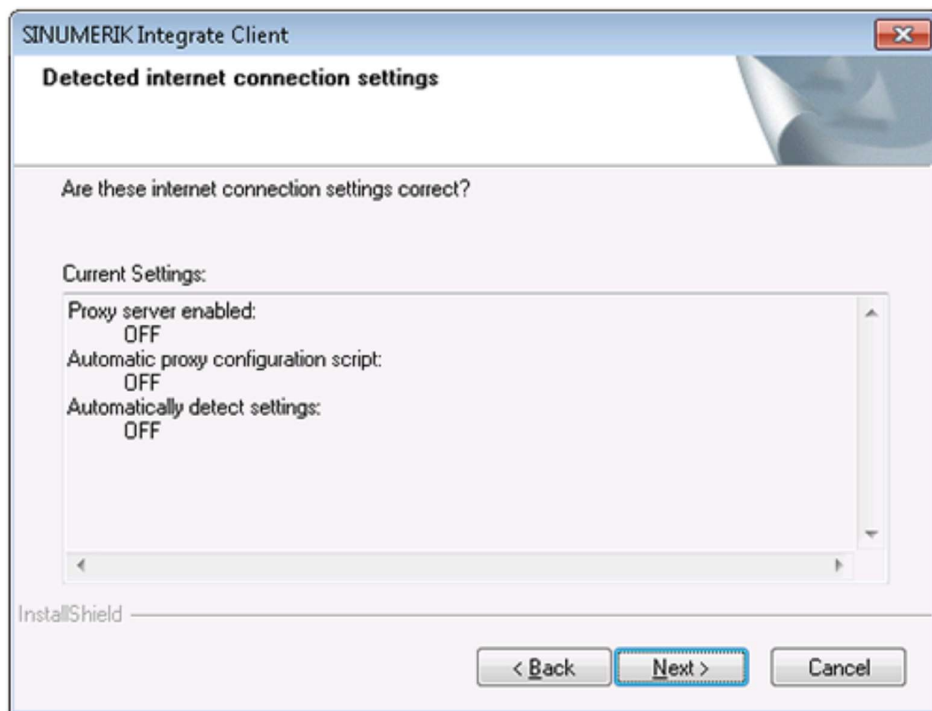 SINUMERIK Integrate Client
Detected internet connection settings
Are these internet connection settings correct?
Current Settings:
Proxy server enabled:
OFF
Automatic proxy configuration script:
OFF
Automatically detect settings:
OFF
InstallShield
< Back Next > Cancel